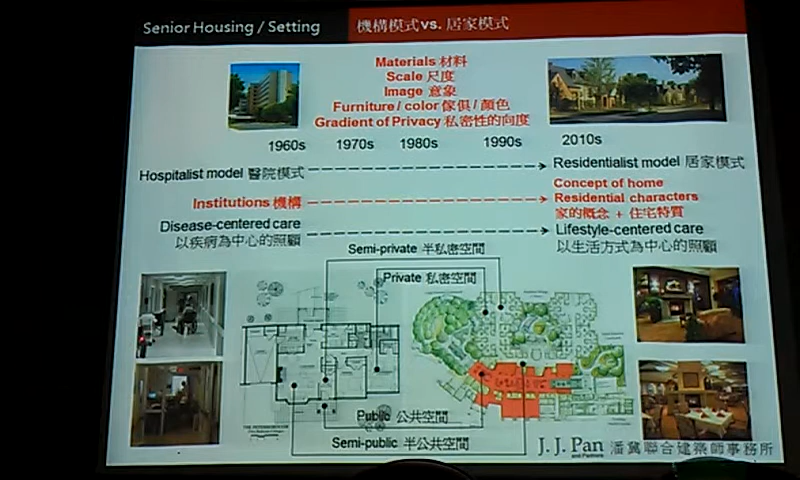 Senior Housing / Setting
機構模式 vs. 居家模式
Materials 材料
Scale 尺度
Image 意象
Furniture / color 傢俱 / 顏色
Gradient of Privacy 私密性的向度
1960s 1970s 1980s 1990s 2010s
Hospitalist model 醫院模式
Residentialist model 居家模式
Institutions 機構
Concept of home
Residential characters
家的概念 + 住宅特質
Disease-centered care
以疾病為中心的照顧
Lifestyle-centered care
以生活方式為中心的照顧
Semi-private 半私密空間
Private 私密空間
Public 公共空間
Semi-public 半公共空間
J. J. Pan
and Partners
潘冀聯合建築師事務所